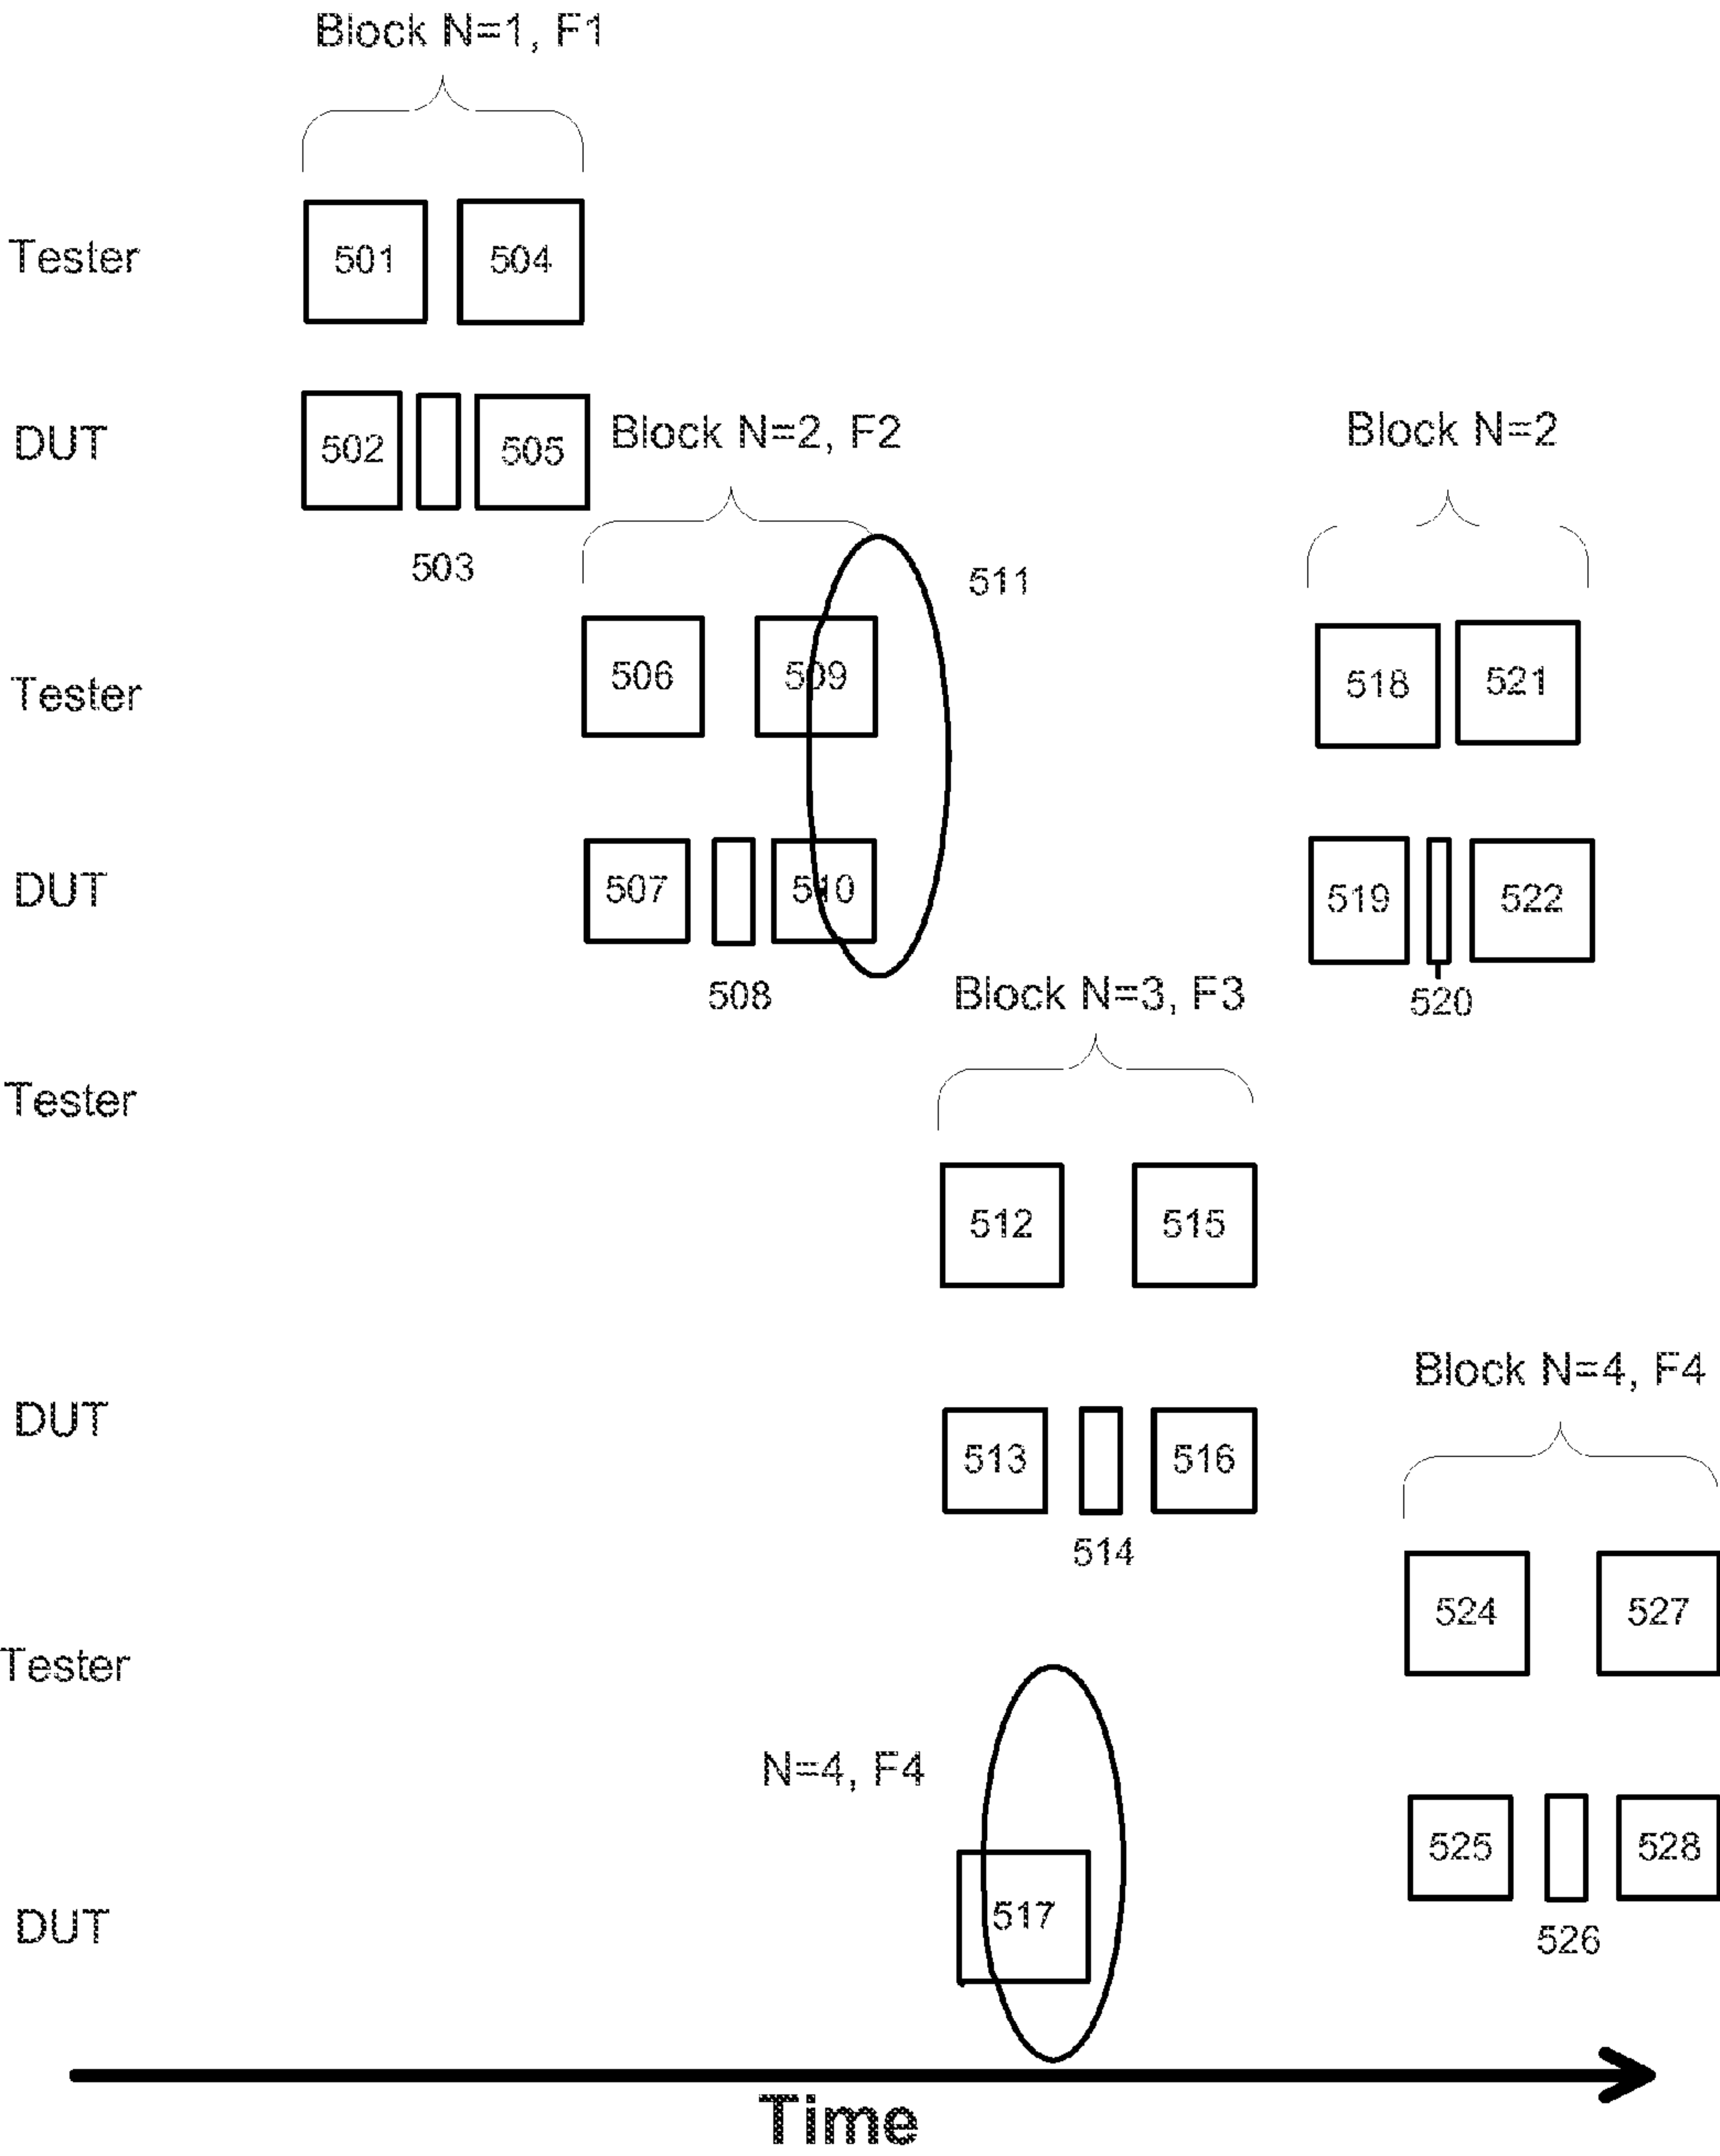 Block N=1, F1
Tester
501
504
DUT
502
505
503
Block N=2, F2
Block N=2
511
Tester
506
509
518
521
DUT
507
510
519
522
508
520
Block N=3, F3
Tester
512
515
Block N=4, F4
DUT
513
516
514
524
527
Tester
N=4, F4
525
528
517
DUT
526
Time